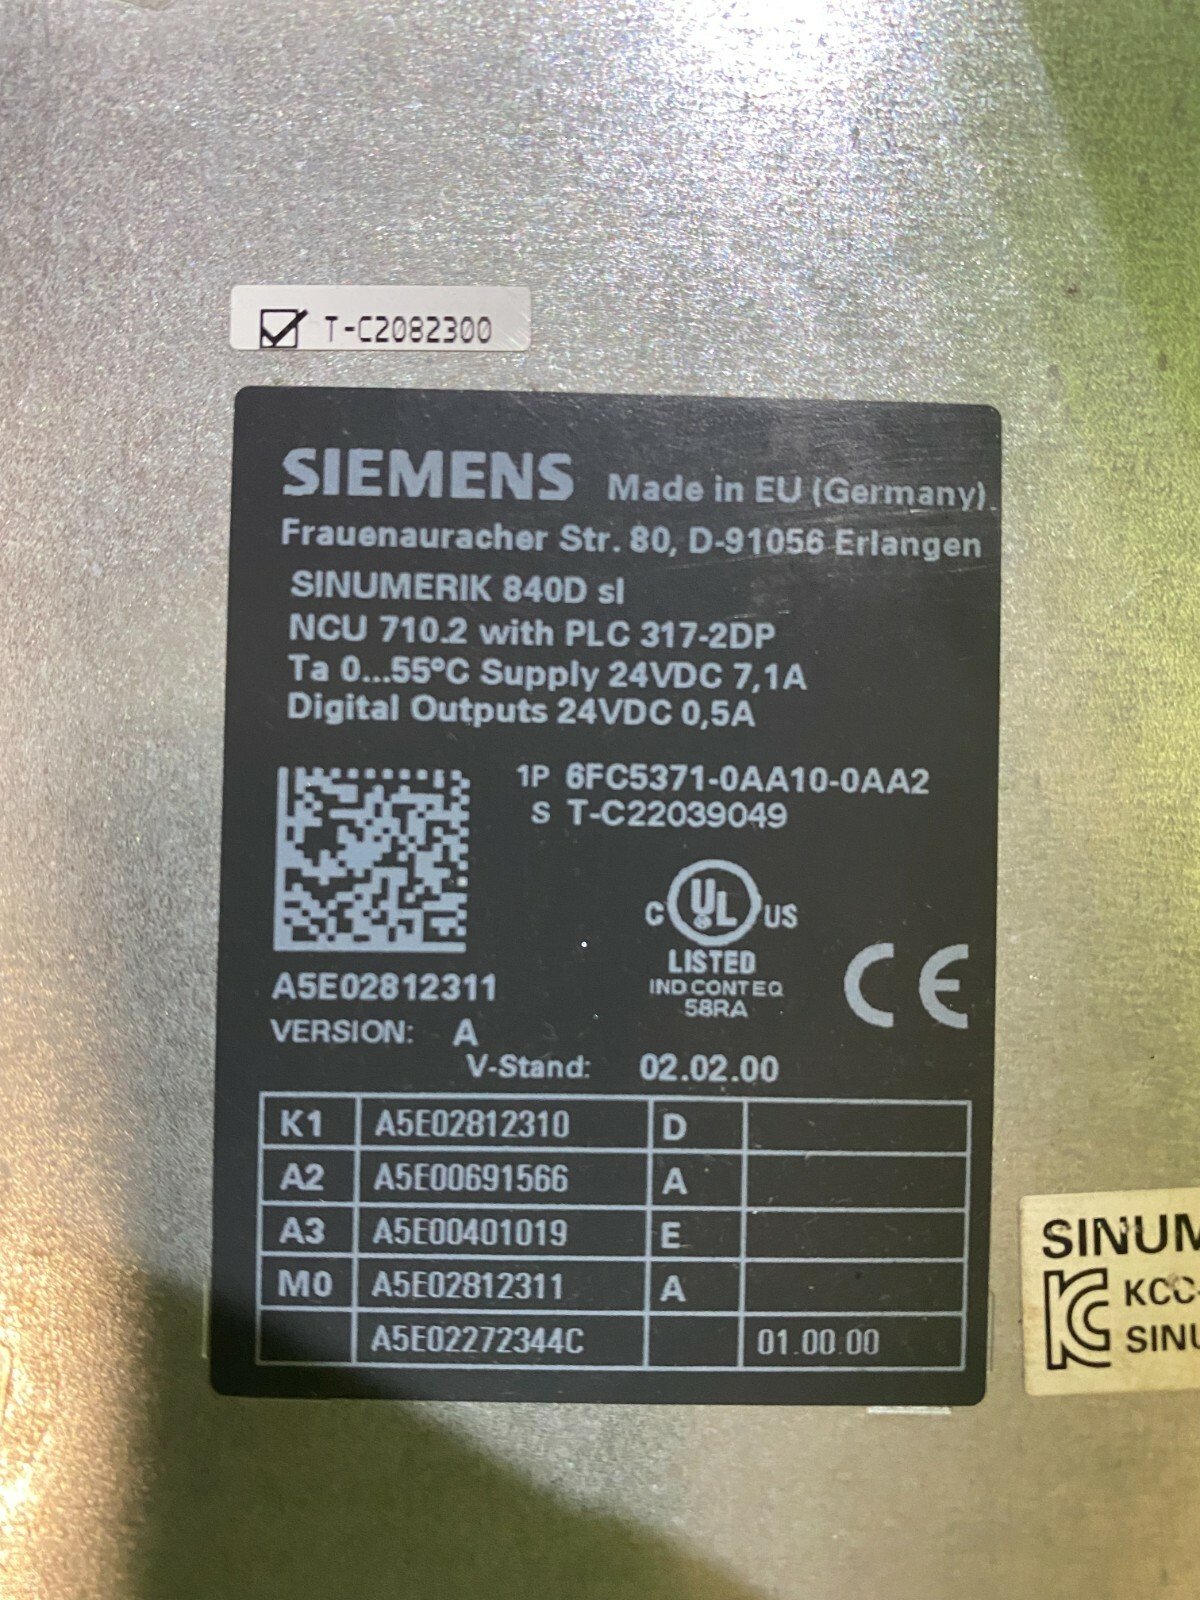 T-C2082300
SIEMENS Made in EU (Germany)
Frauenauracher Str. 80, D-91056 Erlangen
SINUMERIK 840D sl
NCU 710.2 with PLC 317-2DP
Ta 0...55°C Supply 24VDC 7,1A
Digital Outputs 24VDC 0,5A
1P 6FC5371-0AA10-0AA2
S T-C22039049
C UL US
LISTED
IND CONT EQ
58RA
CE
A5E02812311
VERSION: A
V-Stand: 02.02.00
K1 A5E02812310 D
A2 A5E00691566 A
A3 A5E00401019 E
M0 A5E02812311 A
A5E02272344C 01.00.00
SINUM
KCC-
SINU